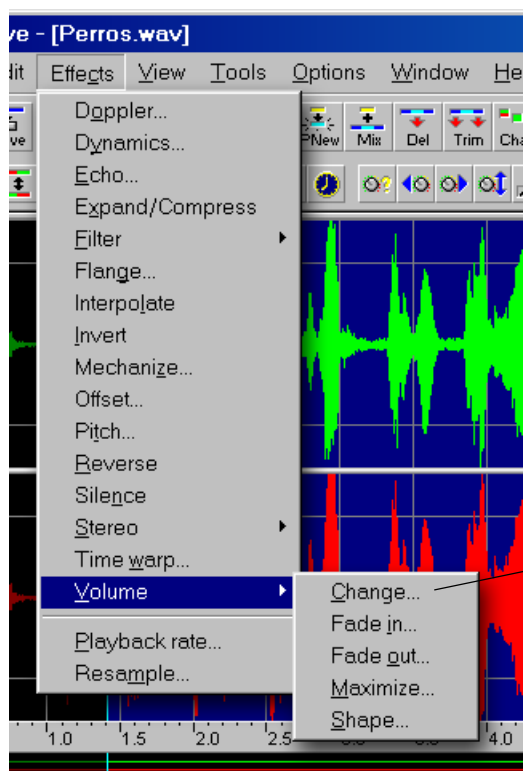 ve - [Perros.wav]
dit Effects View Tools Options Window He
ve PNew Mix Del Trim Cha
Doppler...
Dynamics...
Echo...
Expand/Compress
Filter
Flange...
Interpolate
Invert
Mechanize...
Offset...
Pitch...
Reverse
Silence
Stereo
Time warp...
Volume
Change...
Fade in...
Fade out...
Maximize...
Shape...
Playback rate...
Resample...
1.0 1.5 2.0 2.5 4.0